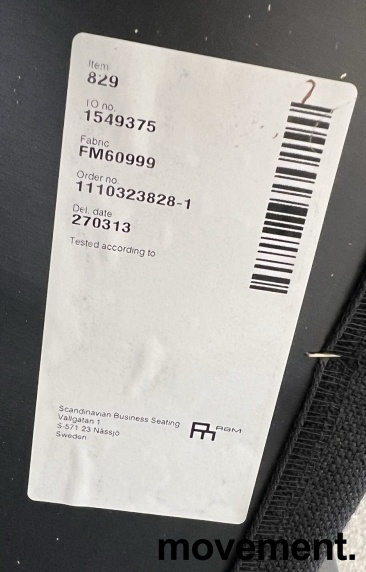 Item
829
IO no.
1549375
Fabric
FM60999
Order no.
1110323828-1
Del. date
270313
Tested according to
Scandinavian Business Seating
Vallgatan 1
S-571 23 Nässjö
Sweden
RBM
movement.